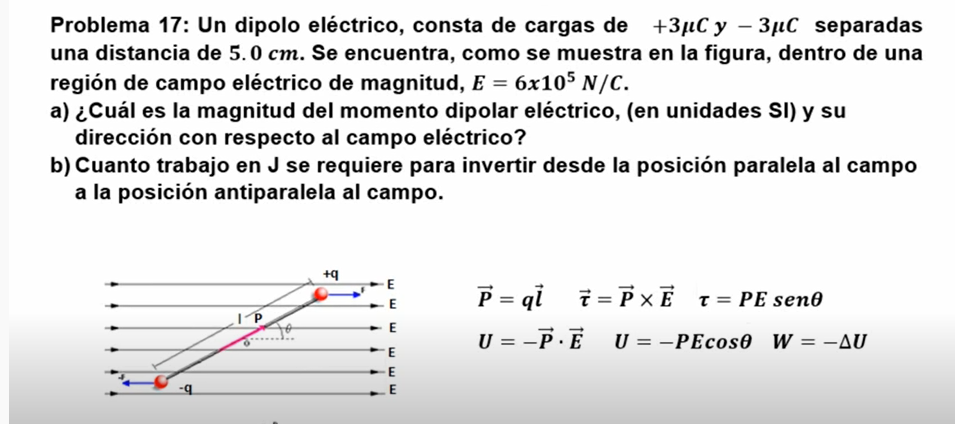 Problema 17: Un dipolo eléctrico, consta de cargas de +3μC y − 3μC separadas
una distancia de 5.0 cm. Se encuentra, como se muestra en la figura, dentro de una
región de campo eléctrico de magnitud, E = 6x10⁵ N/C.
a) ¿Cuál es la magnitud del momento dipolar eléctrico, (en unidades SI) y su
dirección con respecto al campo eléctrico?
b) Cuanto trabajo en J se requiere para invertir desde la posición paralela al campo
a la posición antiparalela al campo.
+q
E
F
E
l P
θ
E
E
E
-q
E
P⃗ = ql⃗ τ⃗ = P⃗ × E⃗ τ = PE senθ
U = −P⃗ · E⃗ U = −PEcosθ W = −ΔU